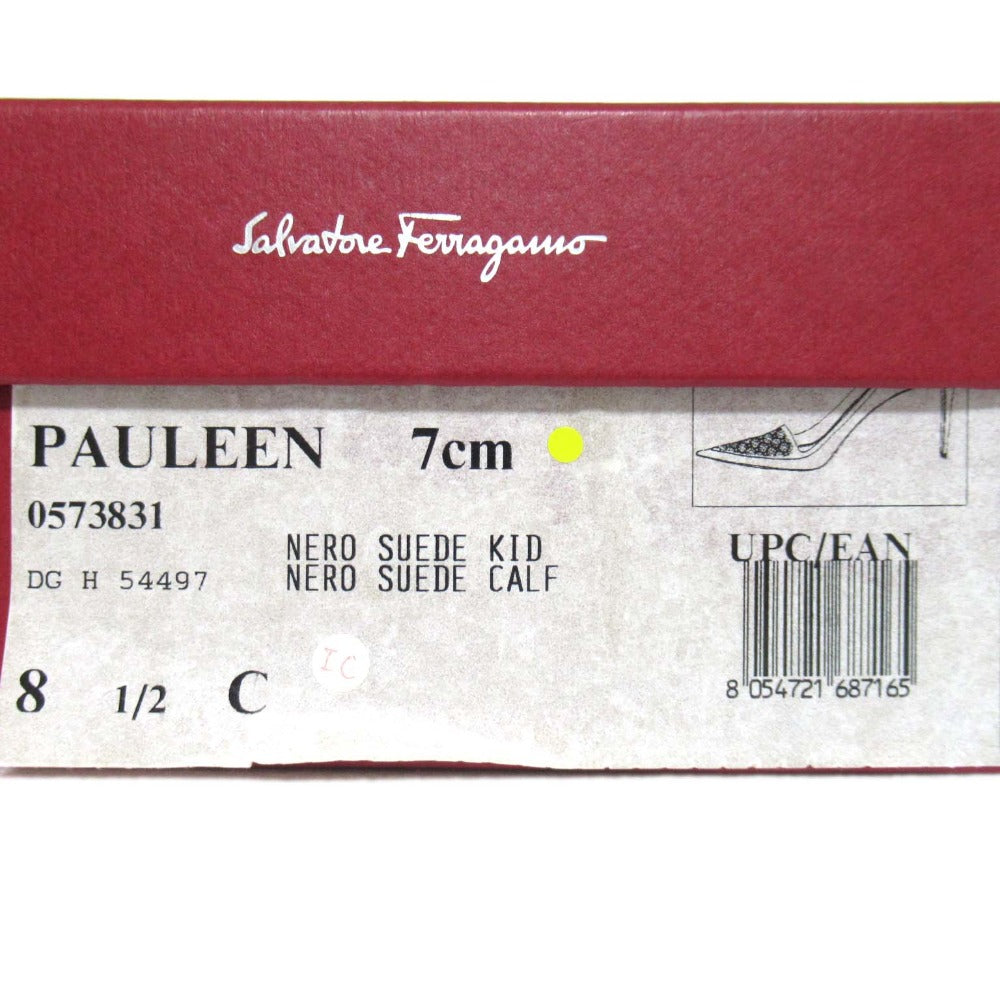 Salvatore Ferragamo
PAULEEN 7cm
0573831
NERO SUEDE KID
DG H 54497 NERO SUEDE CALF
UPC/EAN
8 054721 687165
8 1/2 C
IC